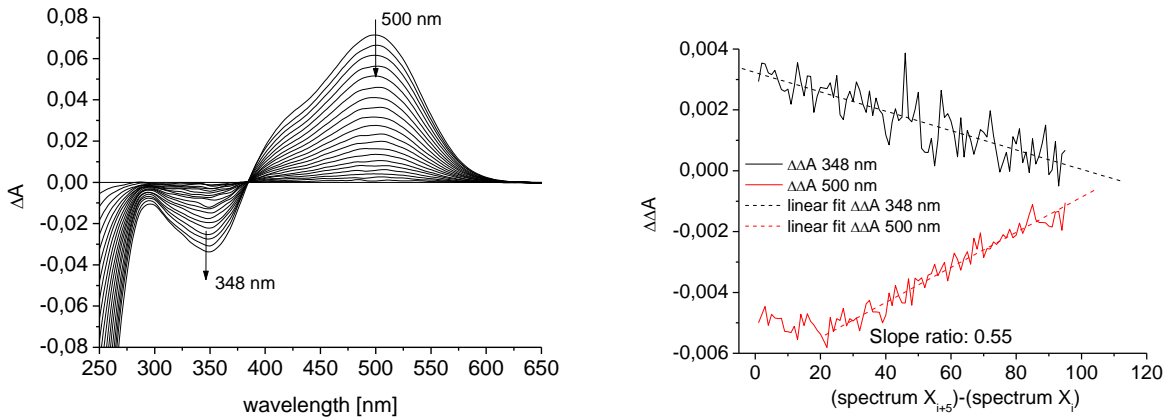 0,08
0,06
0.04
0.02
0,00
-0,02
-0,04
-0,06
-0,08
ΔA
500 nm
348 nm
250 300 350 400 450 500 550 600 650
wavelength [nm]
0,004
0.002
0.000
-0.002
-0,004
-0,006
ΔΔA
ΔΔA 348 nm
ΔΔA 500 nm
linear fit ΔΔA 348 nm
linear fit ΔΔA 500 nm
Slope ratio: 0.55
0 20 40 60 80 100 120
(spectrum Xi+5)-(spectrum Xi)